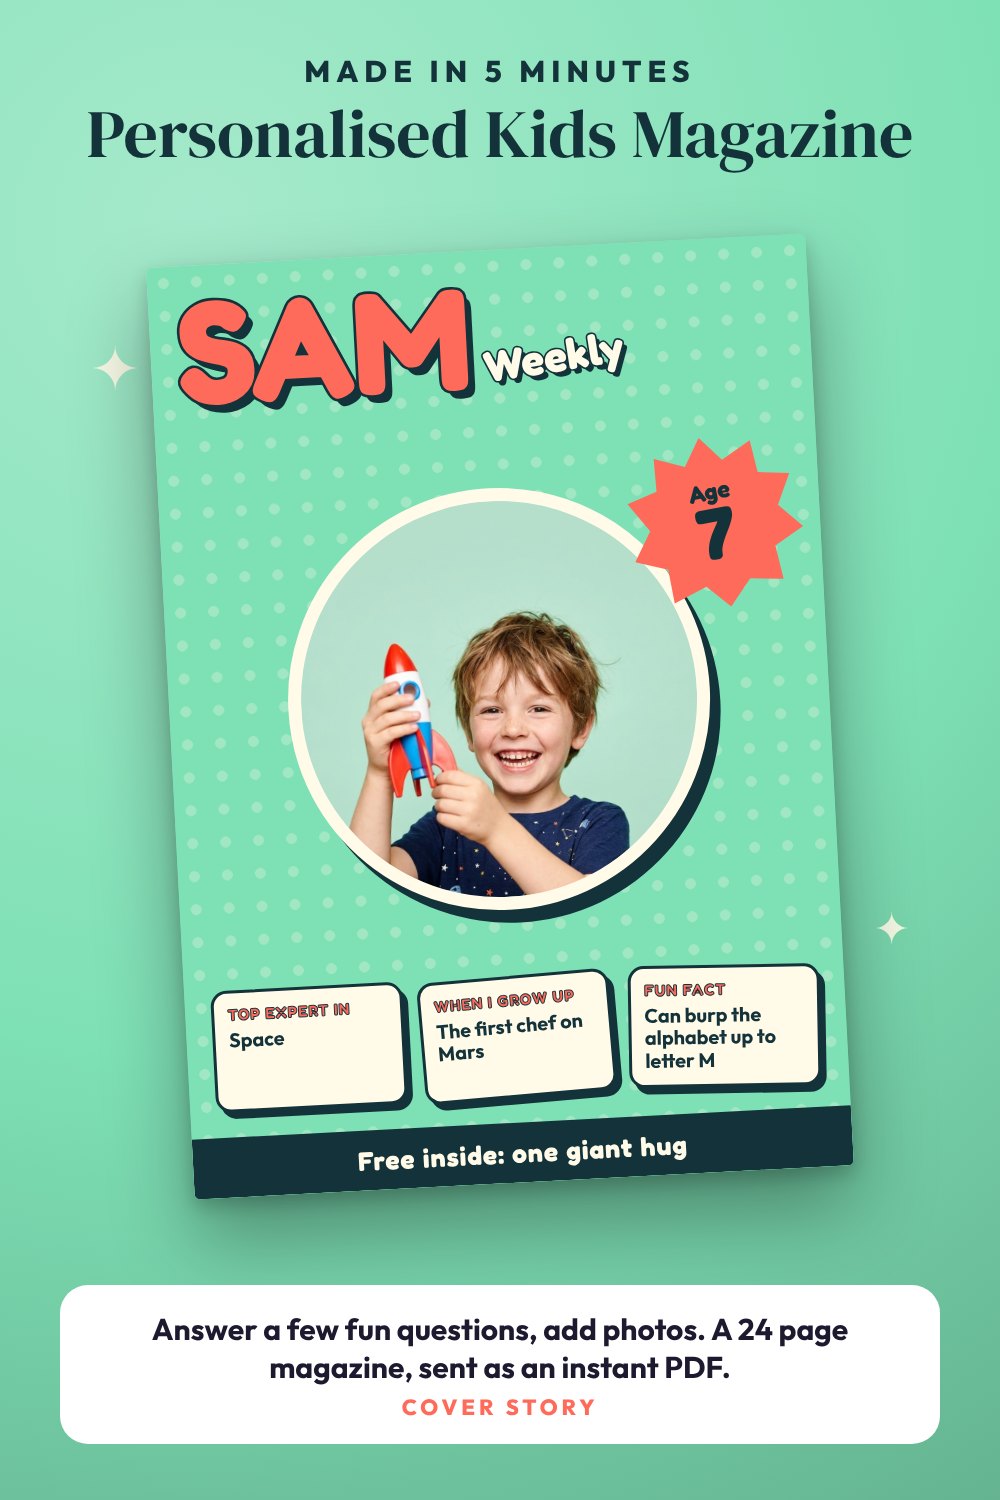 MADE IN 5 MINUTES
Personalised Kids Magazine
SAM Weekly
Age
7
TOP EXPERT IN
Space
WHEN I GROW UP
The first chef on
Mars
FUN FACT
Can burp the
alphabet up to
letter M
Free inside: one giant hug
Answer a few fun questions, add photos. A 24 page
magazine, sent as an instant PDF.
COVER STORY